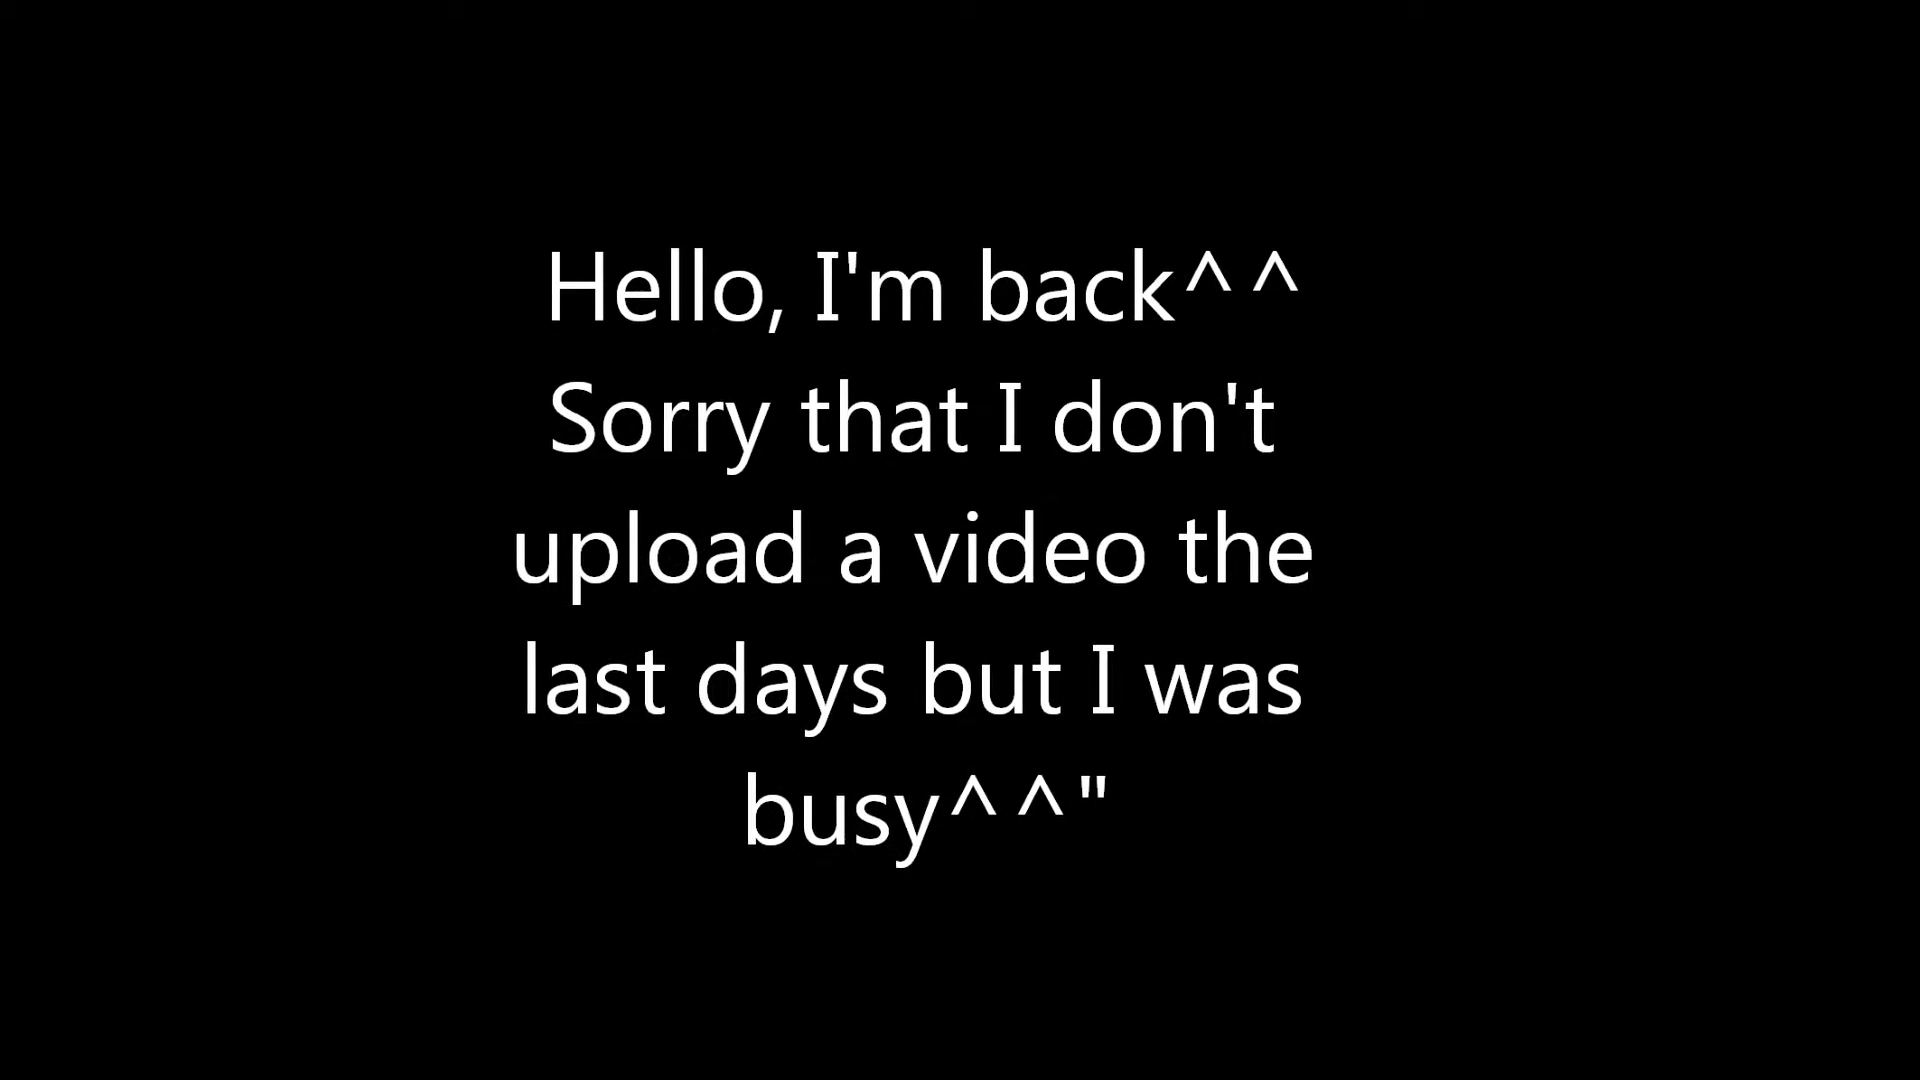 Hello, I'm back^^
Sorry that I don't
upload a video the
last days but I was
busy^^"